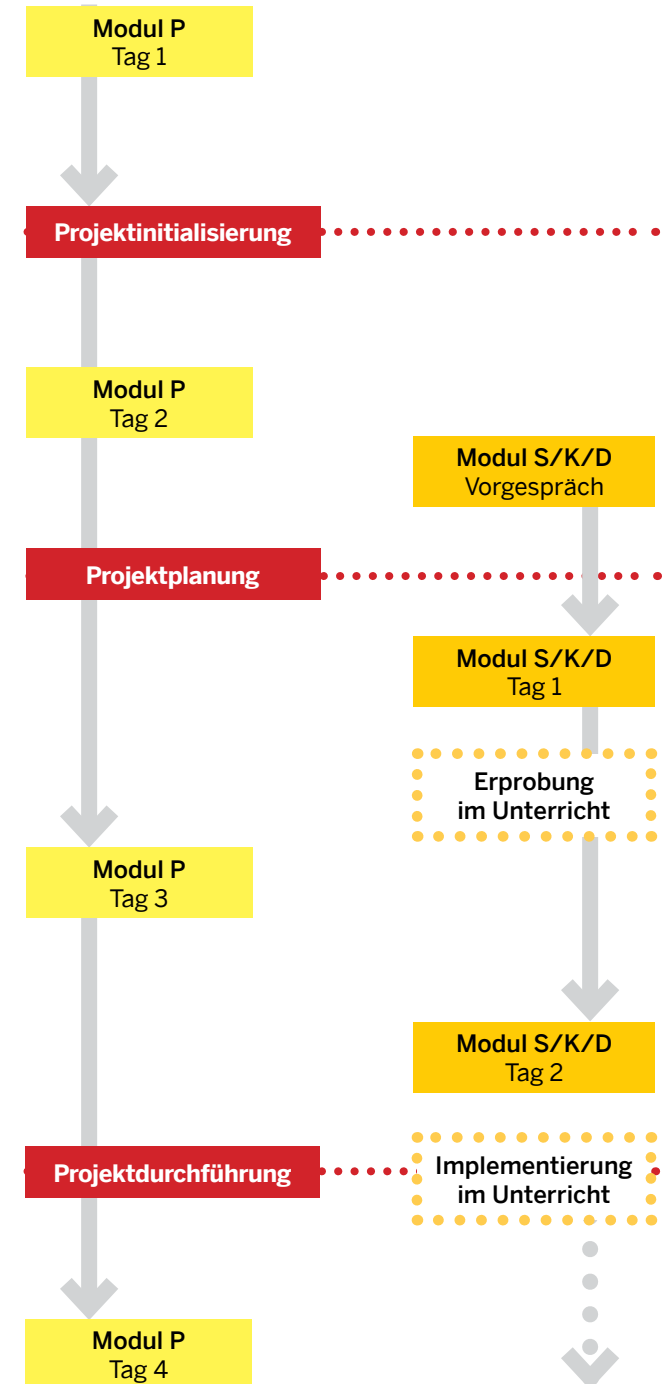 Modul P
Tag 1
Projektinitialisierung
Modul P
Tag 2
Modul S/K/D
Vorgespräch
Projektplanung
Modul S/K/D
Tag 1
Erprobung
im Unterricht
Modul P
Tag 3
Modul S/K/D
Tag 2
Projektdurchführung
Implementierung
im Unterricht
Modul P
Tag 4